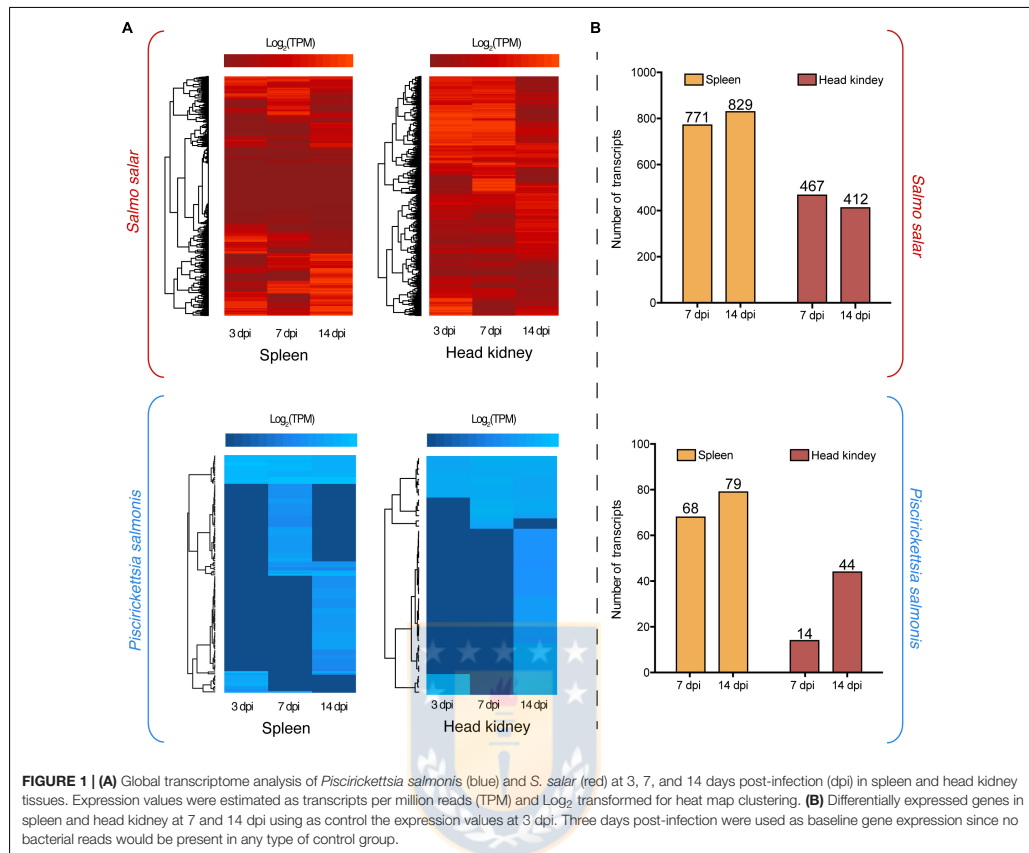 A
B
Log2(TPM)
Log2(TPM)
Salmo salar
3 dpi 7 dpi 14 dpi
Spleen
3 dpi 7 dpi 14 dpi
Head kidney
1000
800
600
400
200
0
Number of transcripts
Spleen
Head kindey
771
829
467
412
7 dpi
14 dpi
7 dpi
14 dpi
Salmo salar
Log2(TPM)
Log2(TPM)
Piscirickettsia salmonis
3 dpi 7 dpi 14 dpi
Spleen
3 dpi 7 dpi 14 dpi
Head kidney
100
80
60
40
20
0
Number of transcripts
Spleen
Head kindey
68
79
14
44
7 dpi
14 dpi
7 dpi
14 dpi
Piscirickettsia salmonis
FIGURE 1 | (A) Global transcriptome analysis of Piscirickettsia salmonis (blue) and S. salar (red) at 3, 7, and 14 days post-infection (dpi) in spleen and head kidney
tissues. Expression values were estimated as transcripts per million reads (TPM) and Log2 transformed for heat map clustering. (B) Differentially expressed genes in
spleen and head kidney at 7 and 14 dpi using as control the expression values at 3 dpi. Three days post-infection were used as baseline gene expression since no
bacterial reads would be present in any type of control group.